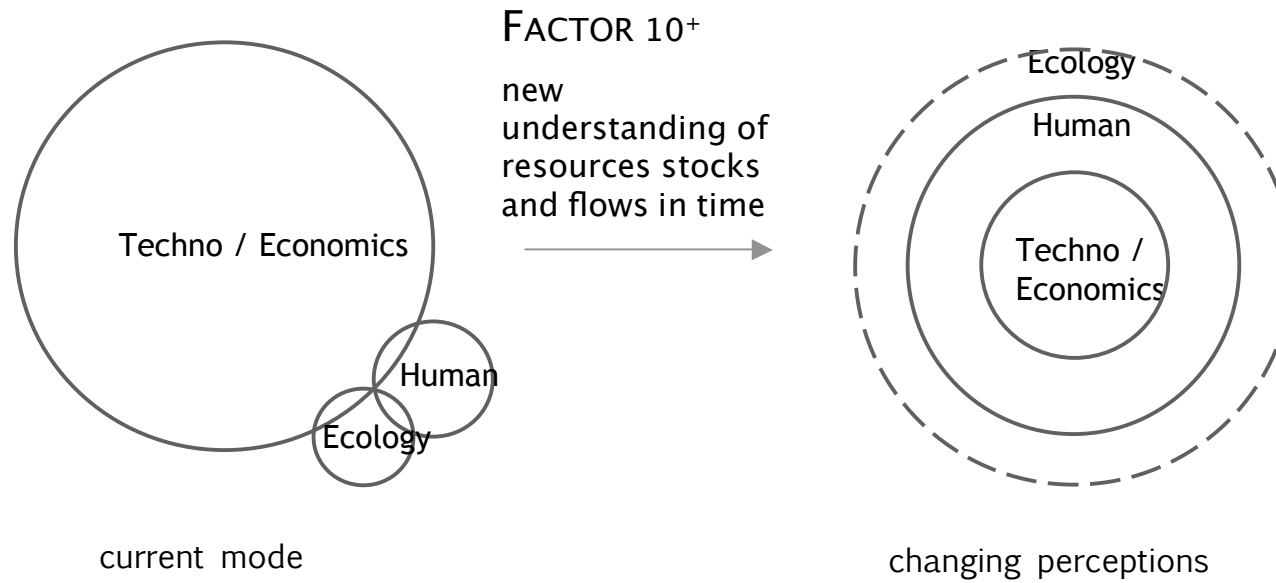 FACTOR 10+
new
understanding of
resources stocks
and flows in time
Techno / Economics
Human
Ecology
current mode
Ecology
Human
Techno /
Economics
changing perceptions